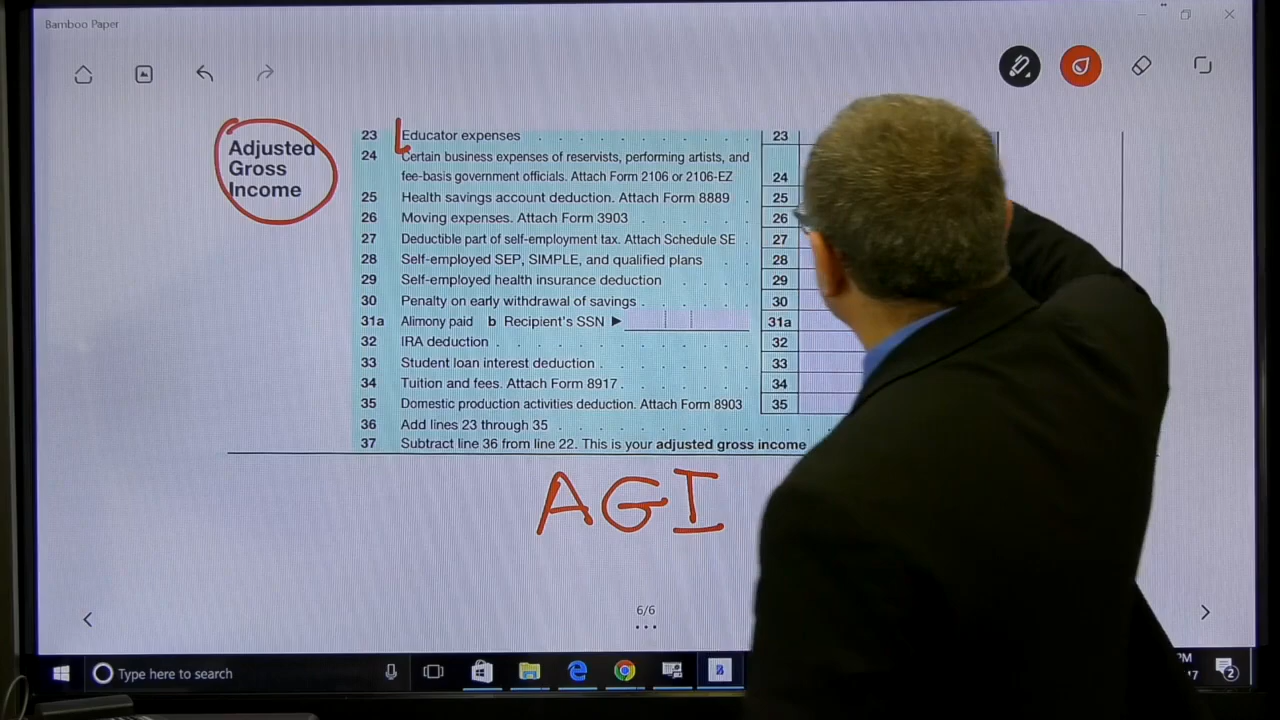 Bamboo Paper
Adjusted
Gross
Income
23 Educator expenses . . . . . . . . . . . 23
24 Certain business expenses of reservists, performing artists, and
fee-basis government officials. Attach Form 2106 or 2106-EZ 24
25 Health savings account deduction. Attach Form 8889 . 25
26 Moving expenses. Attach Form 3903 . . . . . . 26
27 Deductible part of self-employment tax. Attach Schedule SE . 27
28 Self-employed SEP, SIMPLE, and qualified plans . . 28
29 Self-employed health insurance deduction . . . . 29
30 Penalty on early withdrawal of savings . . . . . . 30
31a Alimony paid b Recipient's SSN ▶ 31a
32 IRA deduction . . . . . . . . . . . . . 32
33 Student loan interest deduction . . . . . . . . 33
34 Tuition and fees. Attach Form 8917 . . . . . . . 34
35 Domestic production activities deduction. Attach Form 8903 35
36 Add lines 23 through 35 . . . . . . . . . . . . .
37 Subtract line 36 from line 22. This is your adjusted gross income
AGI
6/6
Type here to search
PM
17
2